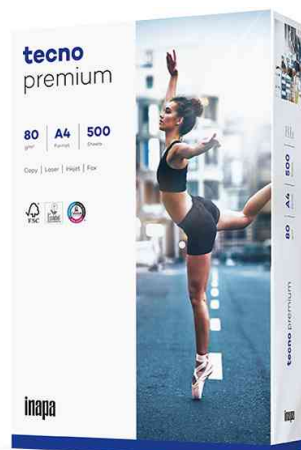 tecno
premium
80 A4 500
g/m² Format Sheets
Copy | Laser | Inkjet | Fax
FSC
inapa
500
A4
80
tecno premium
inapa